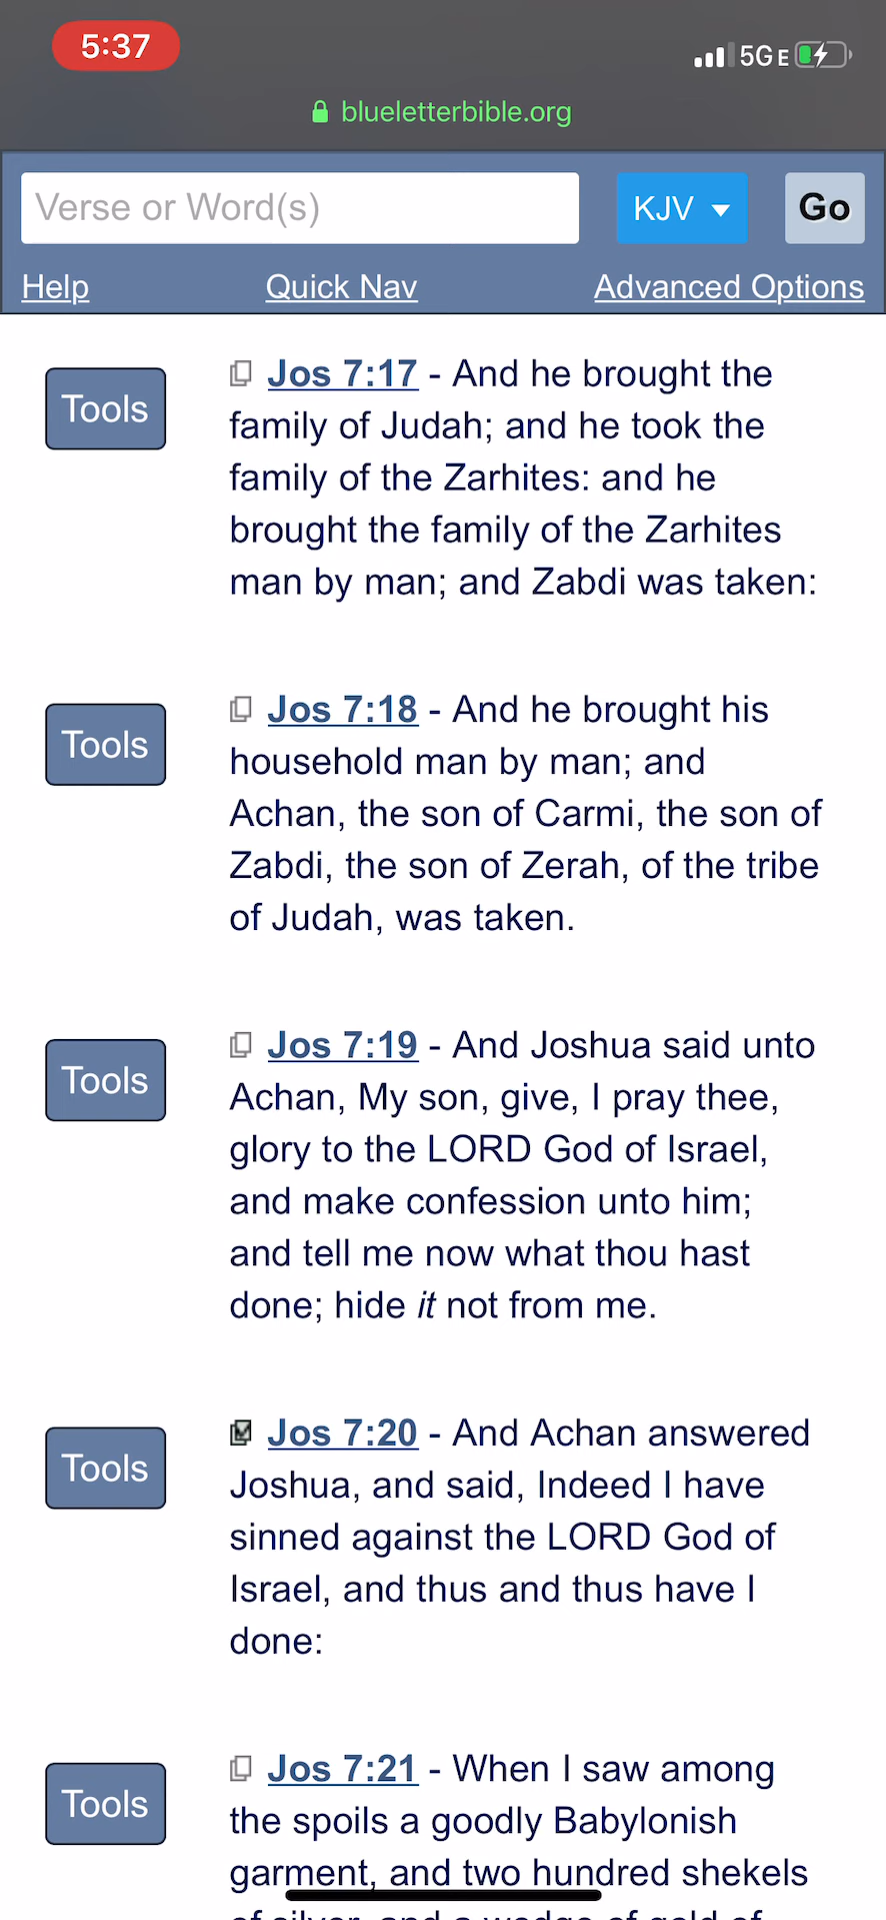 5:37
5GE
blueletterbible.org
Verse or Word(s)
KJV
Go
Help
Quick Nav
Advanced Options
Tools
Jos 7:17 - And he brought the
family of Judah; and he took the
family of the Zarhites: and he
brought the family of the Zarhites
man by man; and Zabdi was taken:
Tools
Jos 7:18 - And he brought his
household man by man; and
Achan, the son of Carmi, the son of
Zabdi, the son of Zerah, of the tribe
of Judah, was taken.
Tools
Jos 7:19 - And Joshua said unto
Achan, My son, give, I pray thee,
glory to the LORD God of Israel,
and make confession unto him;
and tell me now what thou hast
done; hide it not from me.
Tools
Jos 7:20 - And Achan answered
Joshua, and said, Indeed I have
sinned against the LORD God of
Israel, and thus and thus have I
done:
Tools
Jos 7:21 - When I saw among
the spoils a goodly Babylonish
garment, and two hundred shekels
of silver, and a wedge of gold of